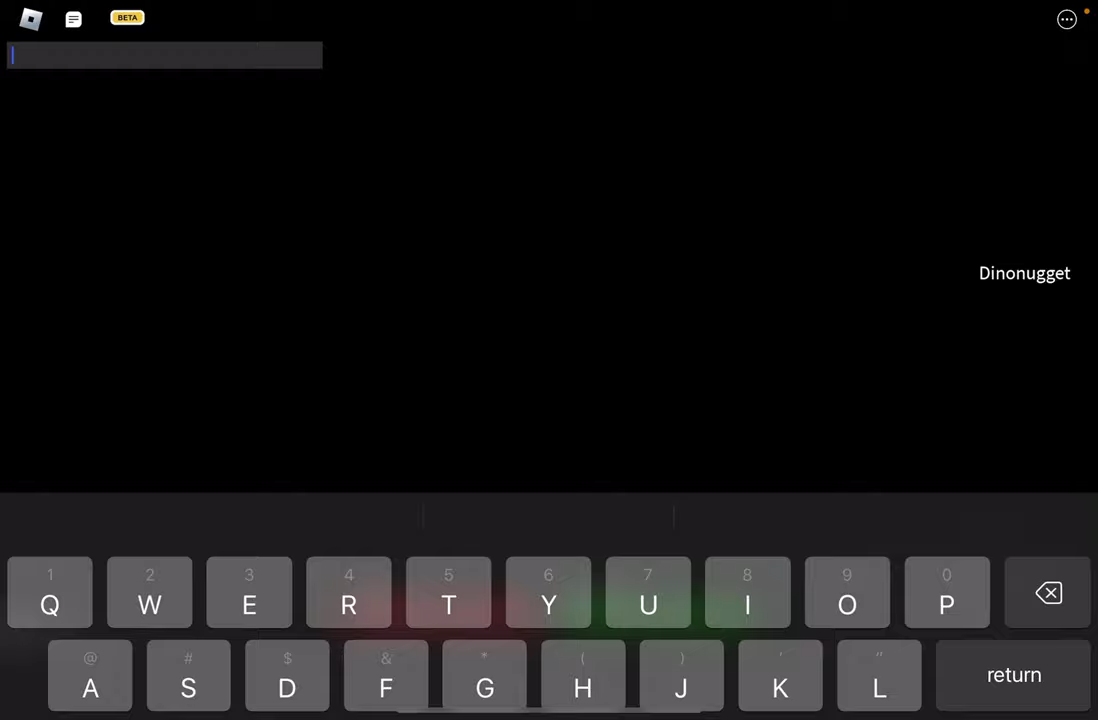 BETA
Dinonugget
1 2 3 4 5 6 7 8 9 0
Q W E R T Y U I O P
@ # $ & * ( ) ' "
A S D F G H J K L return